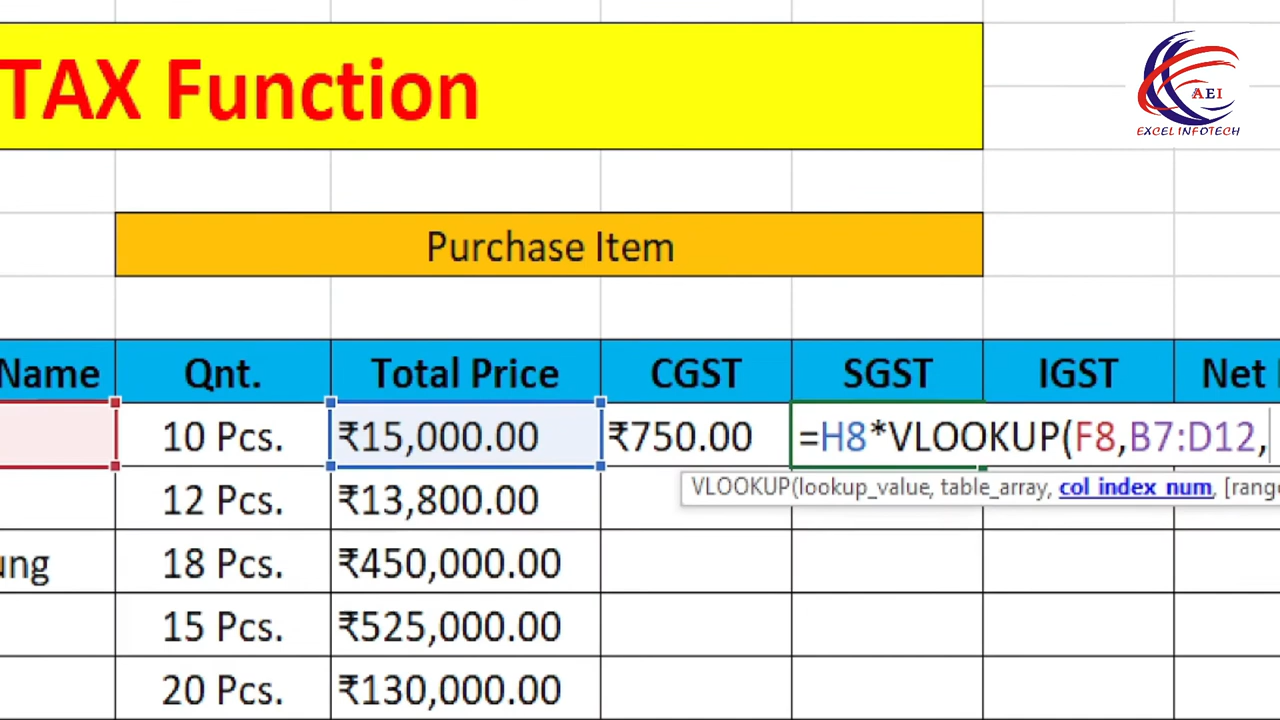 TAX Function
AEI
EXCEL INFOTECH
Purchase Item
Name Qnt. Total Price CGST SGST IGST Net
10 Pcs. ₹15,000.00 ₹750.00 =H8*VLOOKUP(F8,B7:D12,
VLOOKUP(lookup_value, table_array, col_index_num, [range
12 Pcs. ₹13,800.00
ung 18 Pcs. ₹450,000.00
15 Pcs. ₹525,000.00
20 Pcs. ₹130,000.00